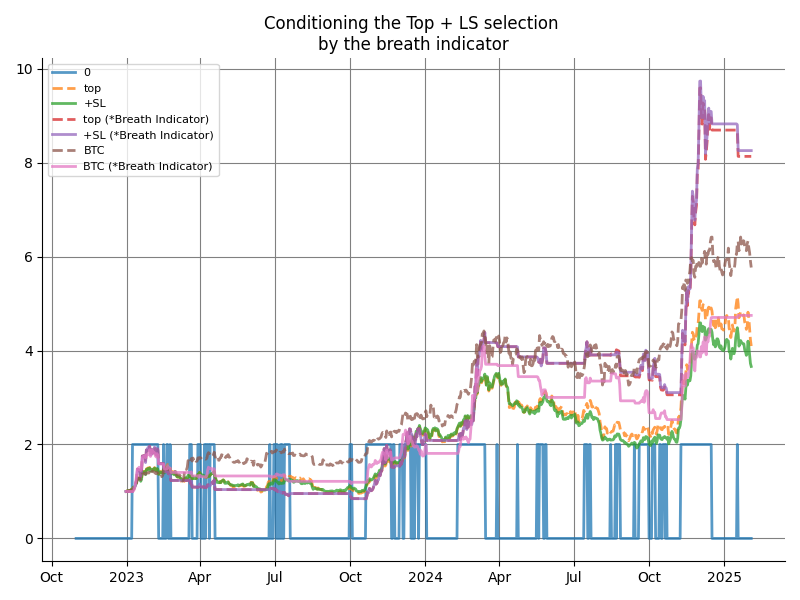 Conditioning the Top + LS selection
by the breath indicator
10
8
6
4
2
0
0
top
+SL
top (*Breath Indicator)
+SL (*Breath Indicator)
BTC
BTC (*Breath Indicator)
Oct
2023
Apr
Jul
Oct
2024
Apr
Jul
Oct
2025